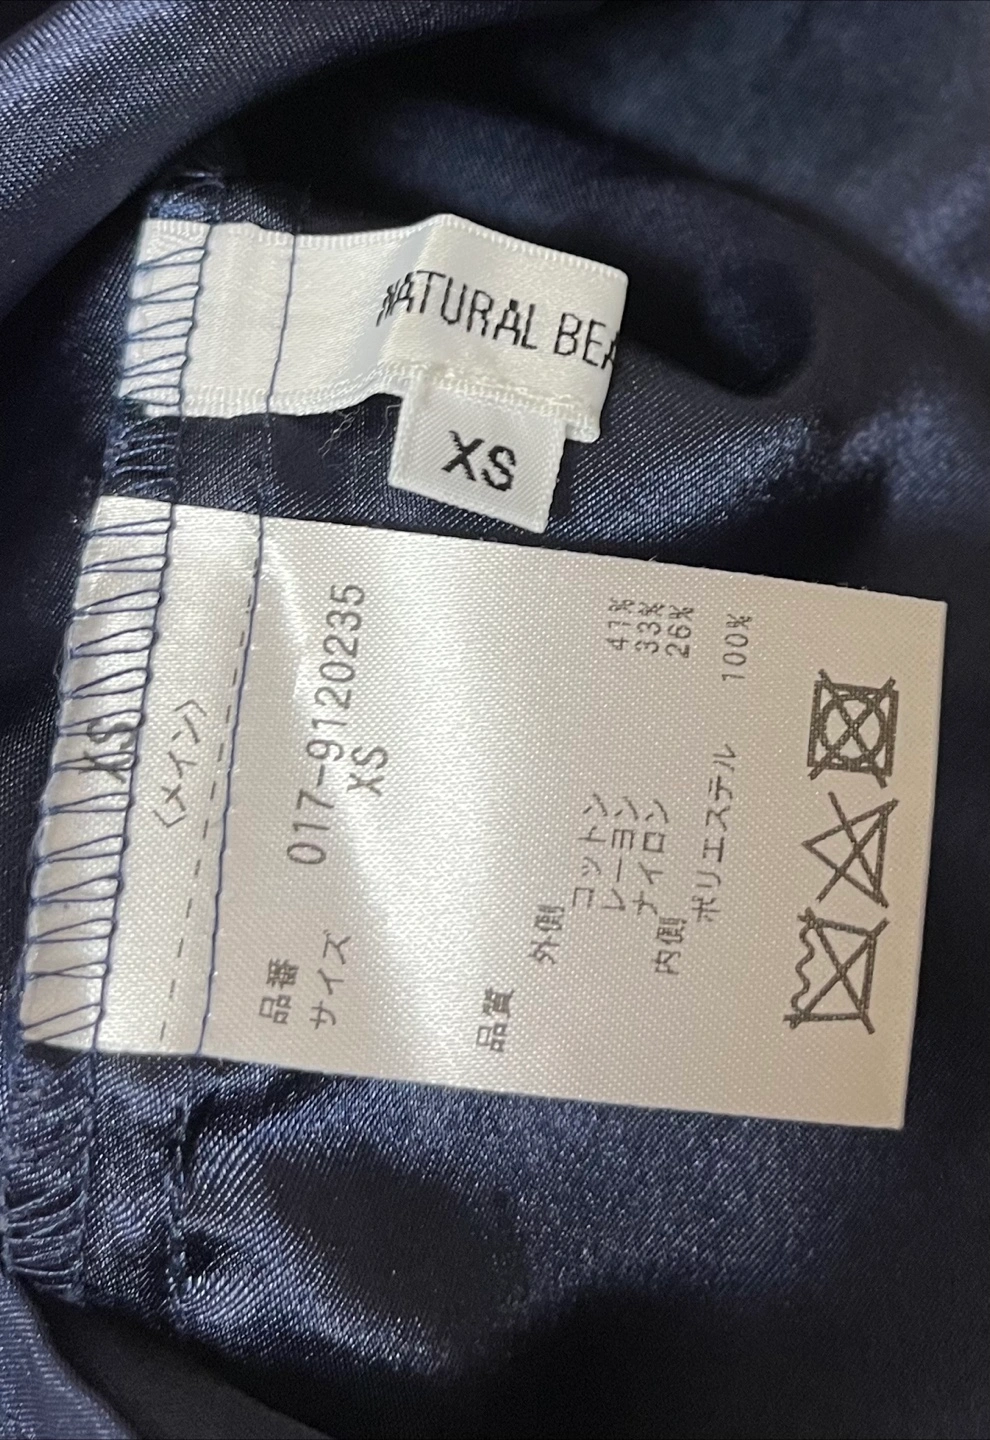 NATURAL BEA
XS
XS
〈メイン〉
品番 017-9120235
サイズ XS
品質
外側
コットン 41%
レーヨン 33%
ナイロン 26%
内側
ポリエステル 100%